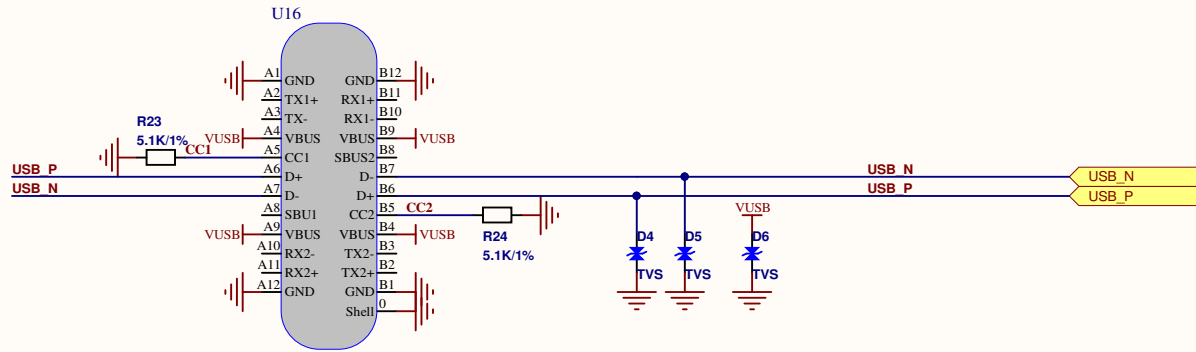 U16
A1 GND GND B12
A2 TX1+ RX1+ B11
A3 TX- RX1- B10
R23
5.1K/1%
VUSB A4 VBUS VBUS B9 VUSB
CC1 A5 CC1 SBUS2 B8
USB_P A6 D+ D- B7 USB_N USB_N
USB_N A7 D- D+ B6 USB_P USB_P
A8 SBU1 CC2 B5 CC2
VUSB A9 VBUS VBUS B4 VUSB
R24
5.1K/1%
VUSB
A10 RX2- TX2- B3
A11 RX2+ TX2+ B2
A12 GND GND B1
Shell 0
D4 D5 D6
TVS TVS TVS